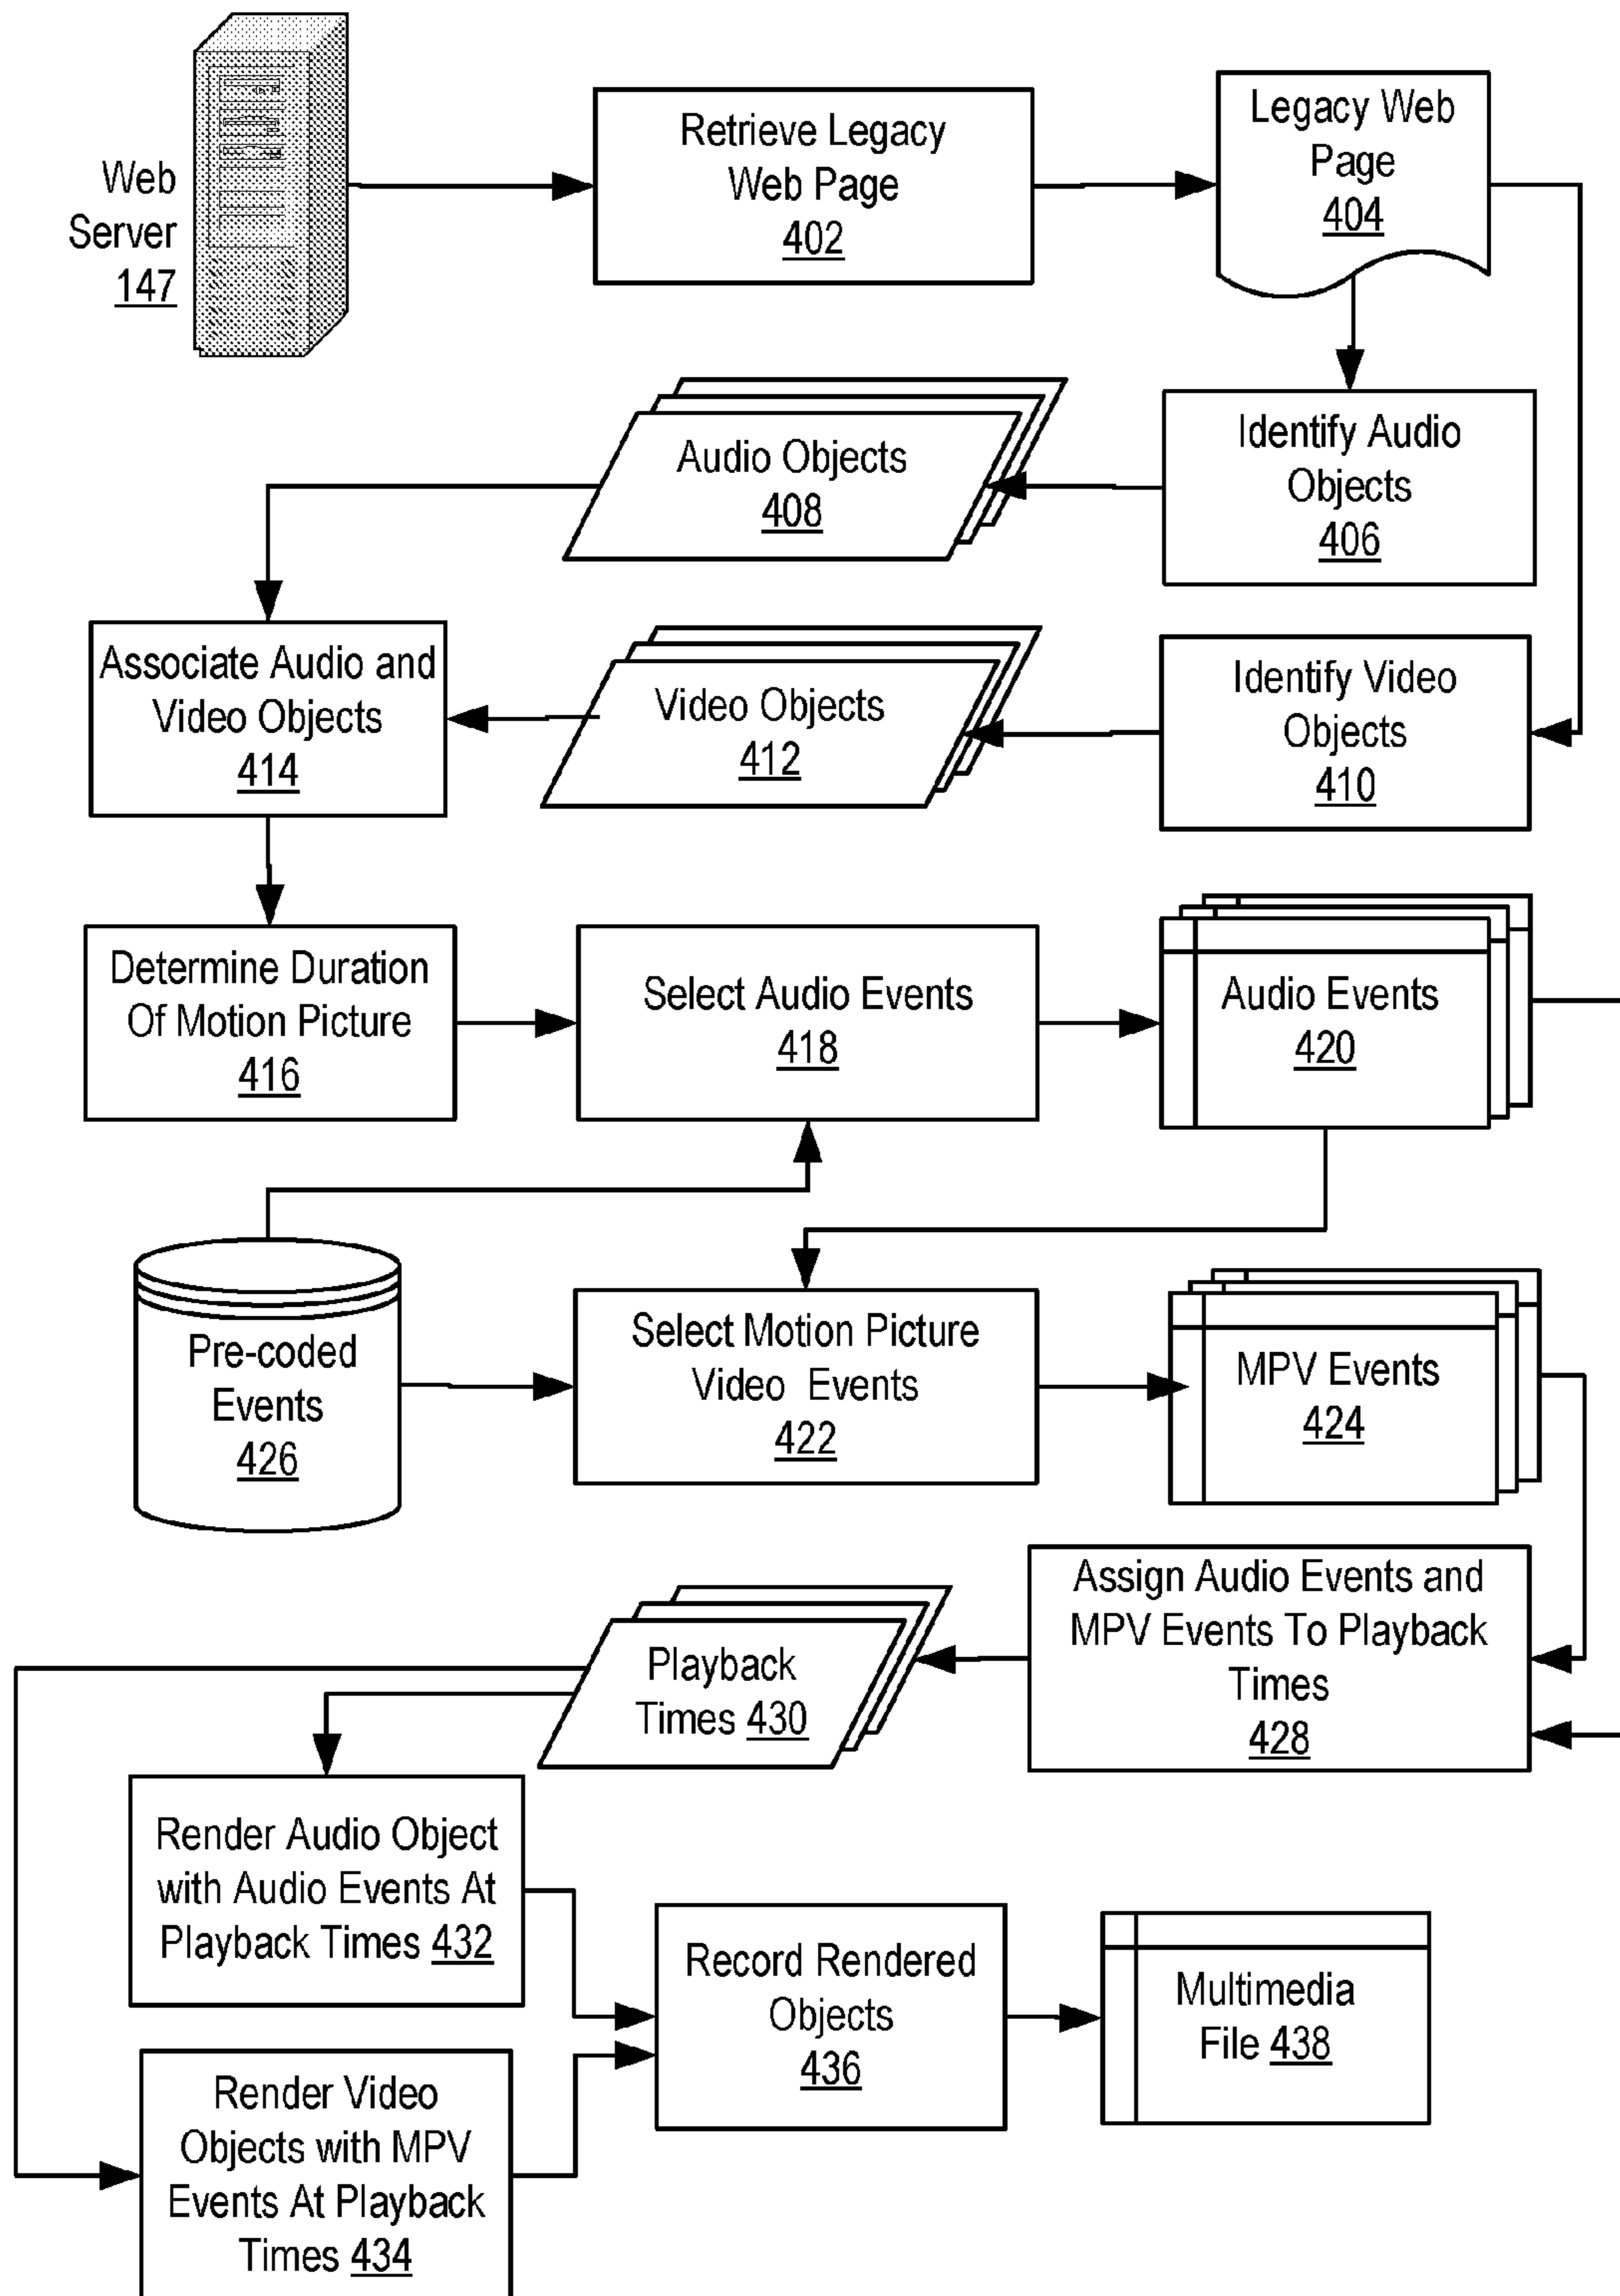 Web
Server
147
Retrieve Legacy
Web Page
402
Legacy Web
Page
404
Audio Objects
408
Identify Audio
Objects
406
Associate Audio and
Video Objects
414
Video Objects
412
Identify Video
Objects
410
Determine Duration
Of Motion Picture
416
Select Audio Events
418
Audio Events
420
Pre-coded
Events
426
Select Motion Picture
Video Events
422
MPV Events
424
Playback
Times 430
Assign Audio Events and
MPV Events To Playback
Times
428
Render Audio Object
with Audio Events At
Playback Times 432
Record Rendered
Objects
436
Multimedia
File 438
Render Video
Objects with MPV
Events At Playback
Times 434